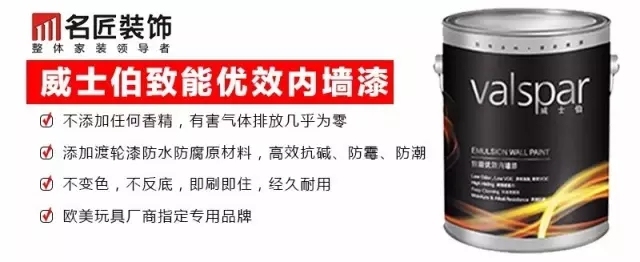 名匠装饰
整体家装领导者
威士伯致能优效内墙漆
不添加任何香精，有害气体排放几乎为零
添加渡轮漆防水防腐原材料，高效抗碱、防霉、防潮
不变色，不反底，即刷即住，经久耐用
欧美玩具厂商指定专用品牌
valspar
威士伯
EMULSION WALL PAINT